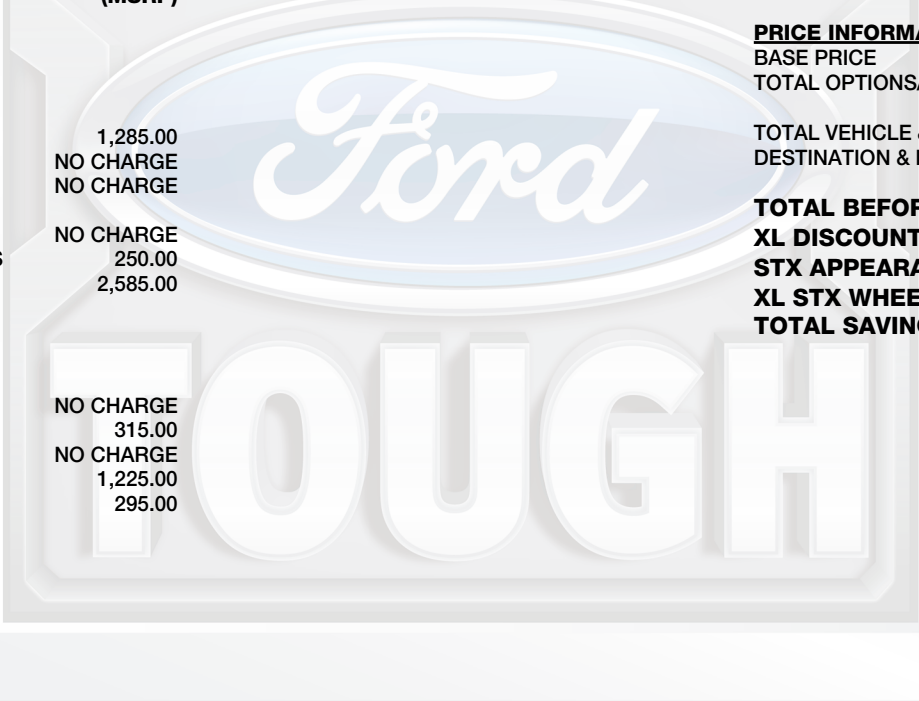 (MSRP)
1,285.00
NO CHARGE
NO CHARGE
NO CHARGE
S 250.00
2,585.00
NO CHARGE
315.00
NO CHARGE
1,225.00
295.00
PRICE INFORMA
BASE PRICE
TOTAL OPTIONS
TOTAL VEHICLE &
DESTINATION &
TOTAL BEFOR
XL DISCOUNT
STX APPEARA
XL STX WHEE
TOTAL SAVIN
Ford
TOUGH